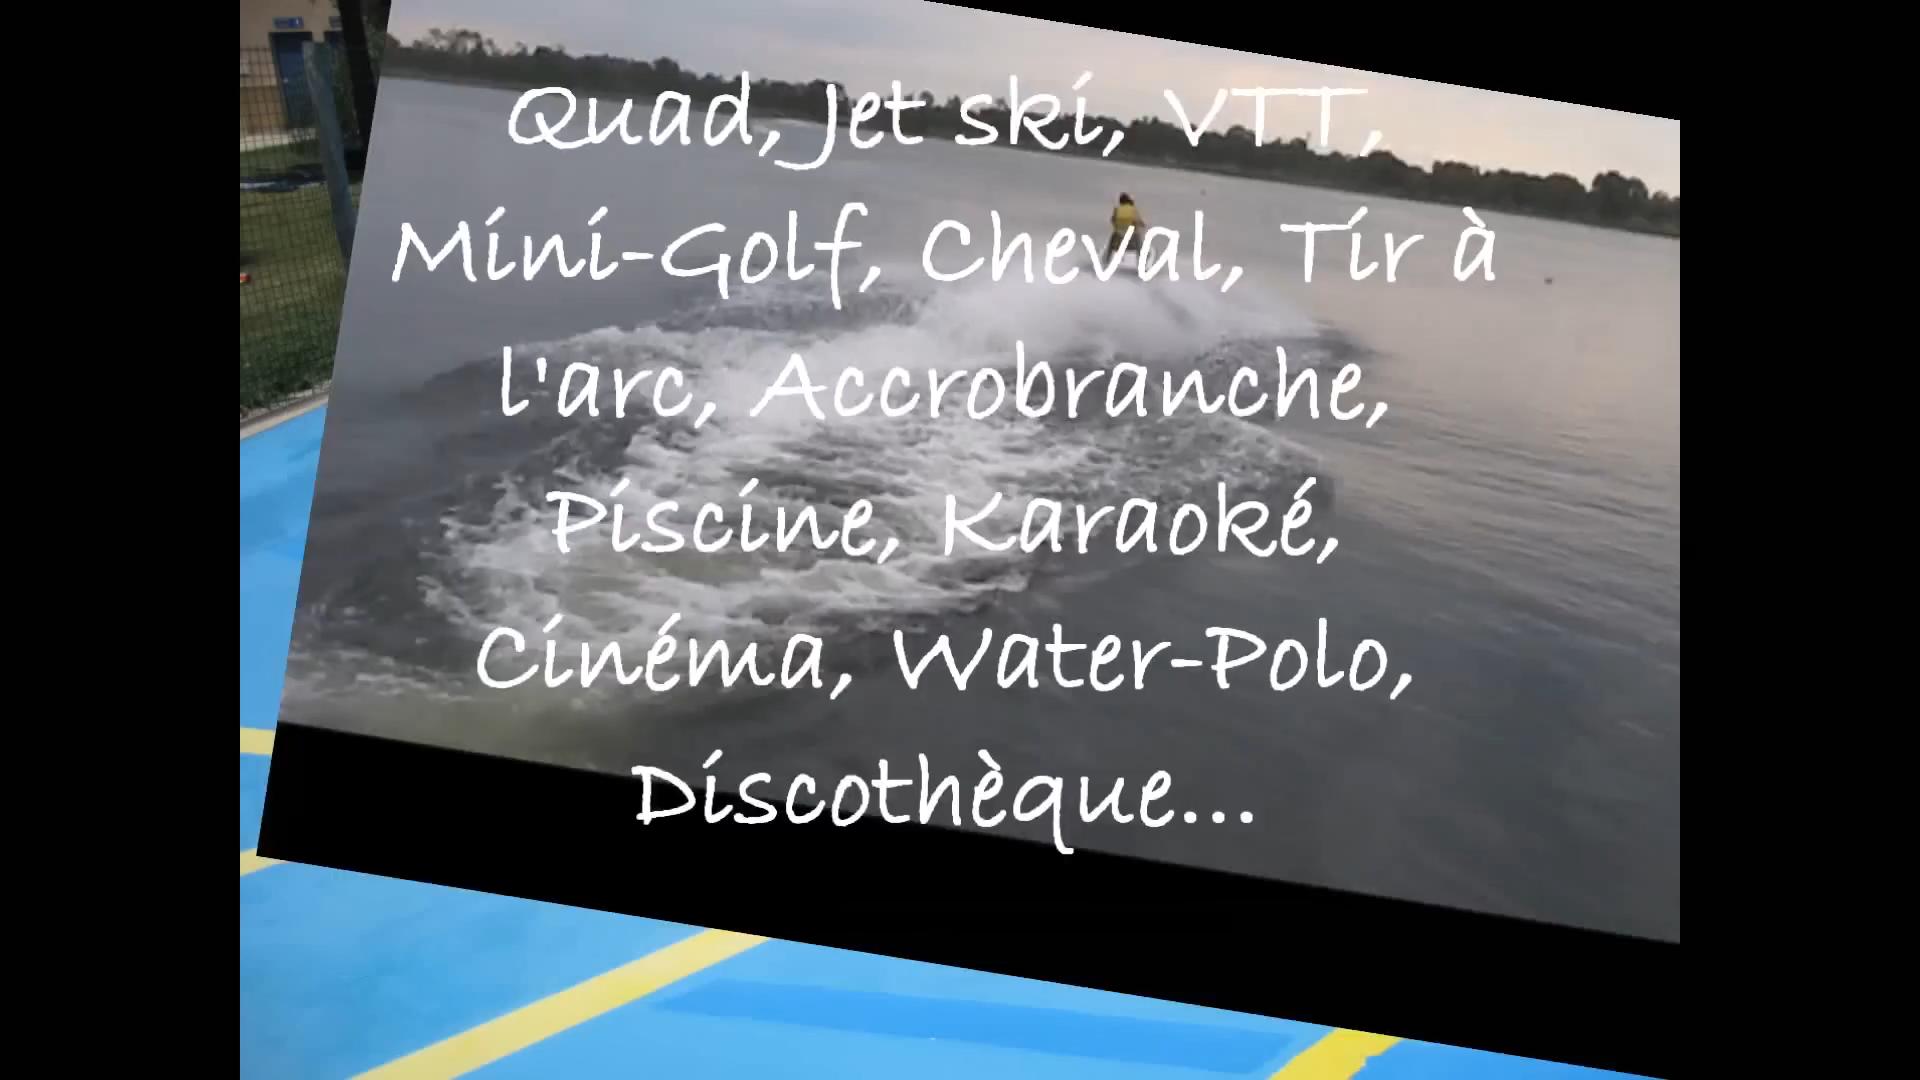 Quad, Jet ski, VTT,
Mini-Golf, Cheval, Tir à
l'arc, Accrobranche,
Piscine, Karaoké,
Cinéma, Water-Polo,
Discothèque...